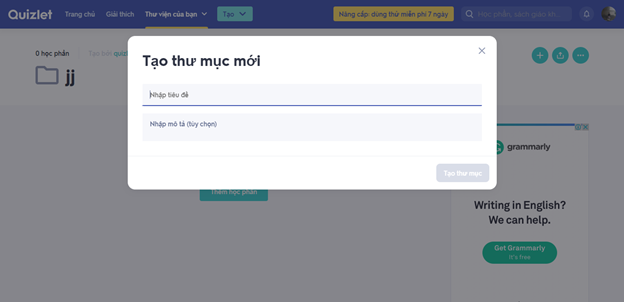 Quizlet
Trang chủ
Giải thích
Thư viện của bạn
Tạo
Nâng cấp: dùng thử miễn phí 7 ngày
Học phần, sách giáo kh...
0 học phần
Tạo bởi quizl
jj
Tạo thư mục mới
Nhập tiêu đề
Nhập mô tả (tùy chọn)
Tạo thư mục
Thêm học phần
grammarly
Writing in English?
We can help.
Get Grammarly
It's free